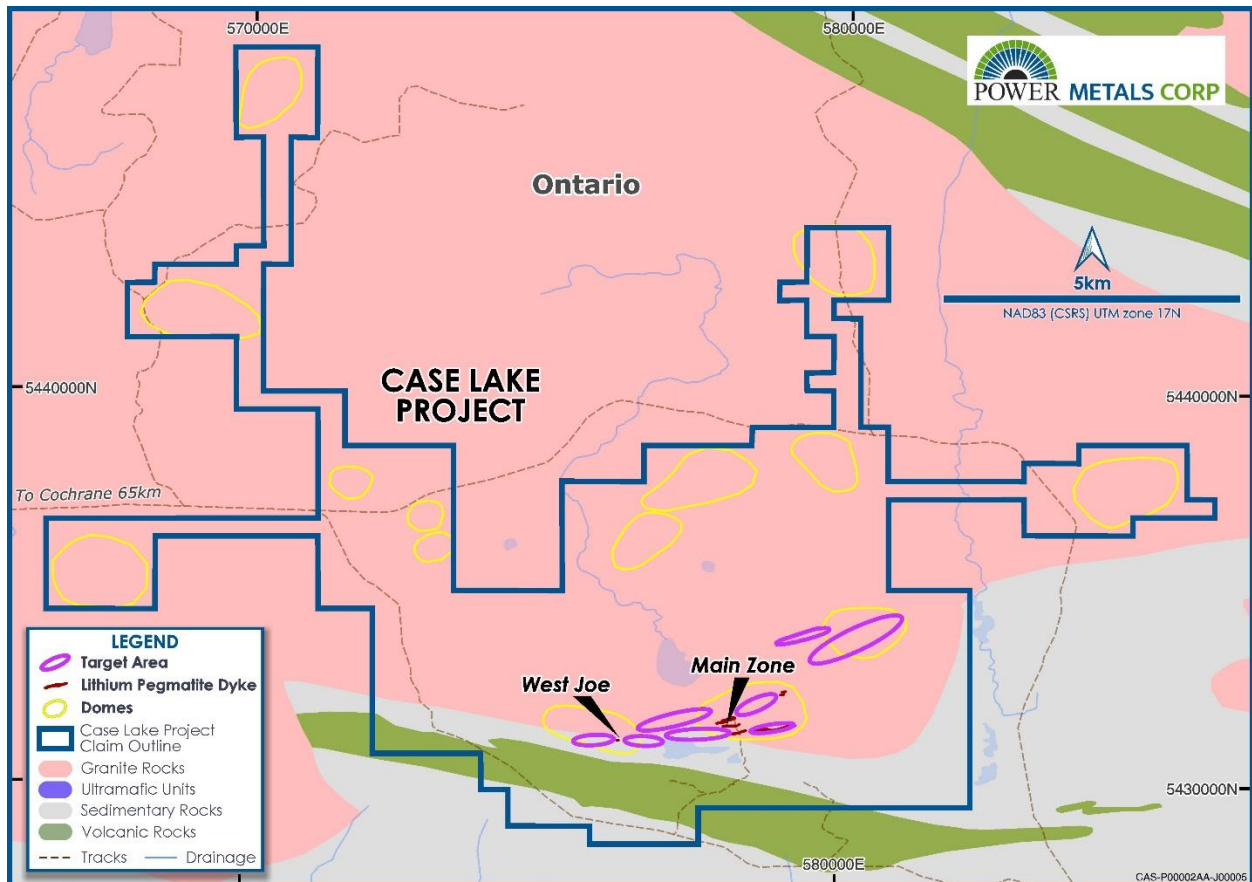 570000E
580000E
POWER METALS CORP
Ontario
5km
NAD83 (CSRS) UTM zone 17N
5440000N
CASE LAKE
PROJECT
5440000N
To Cochrane 65km
LEGEND
Target Area
Lithium Pegmatite Dyke
Domes
Case Lake Project
Claim Outline
Granite Rocks
Ultramafic Units
Sedimentary Rocks
Volcanic Rocks
Tracks
Drainage
West Joe
Main Zone
5430000N
580000E
CAS-P00002AA-J00005